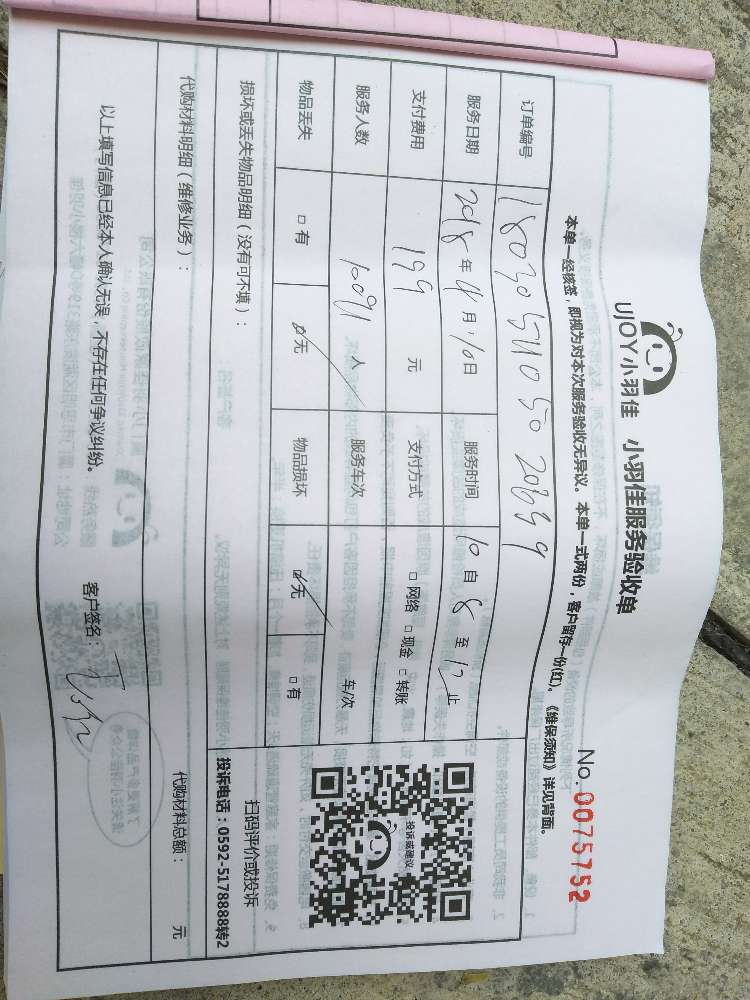 UJOY小羽佳 小羽佳服务验收单
No. 0075752
本单一经核签,即视为对本次服务验收无异议。本单一式两份,客户留存一份(红)。《维保须知》详见背面。
订单编号
服务日期 2018年4月10日 服务时间 10自8至12止
支付费用 199元 支付方式 □网络 □现金 □转账
服务人数 10091人 服务车次 车/次
物品丢失 □有 □无 物品损坏 □无 □有
损坏或丢失物品明细(没有可不填):
投诉或建议
扫码评价或投诉
投诉电话:0592-5178888转2
代购材料明细(维修业务): 代购材料总额: 元
以上填写信息已经本人确认无误,不存在任何争议纠纷。 客户签名: